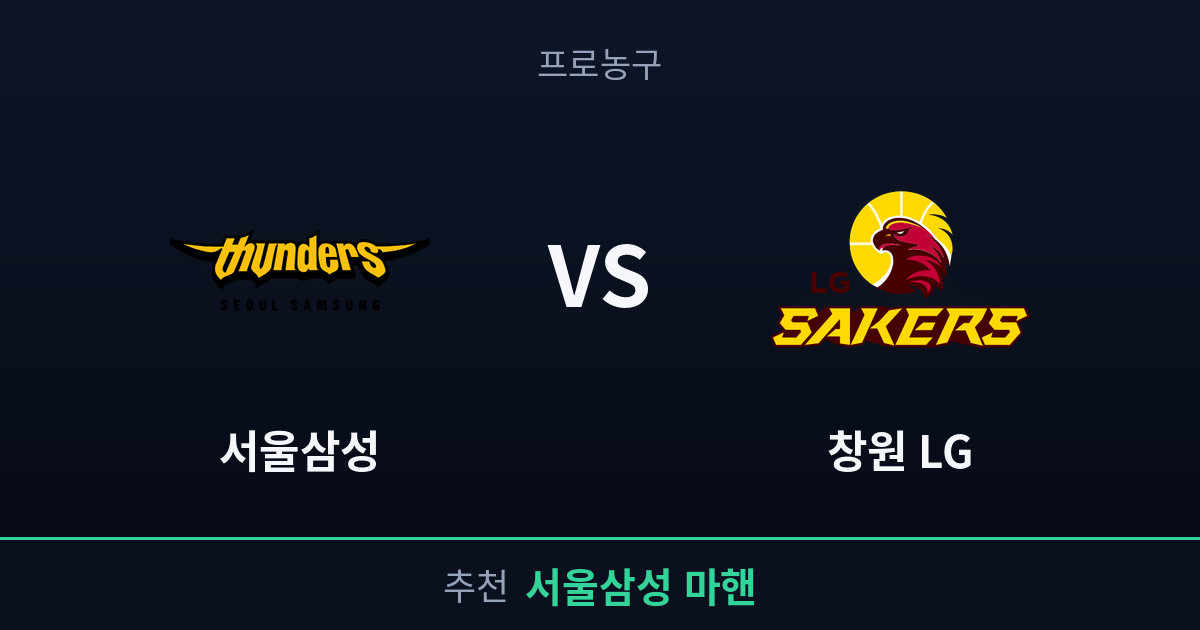 프로농구
thunders
SEOUL SAMSUNG
VS
LG
SAKERS
서울삼성
창원 LG
추천 서울삼성 마핸